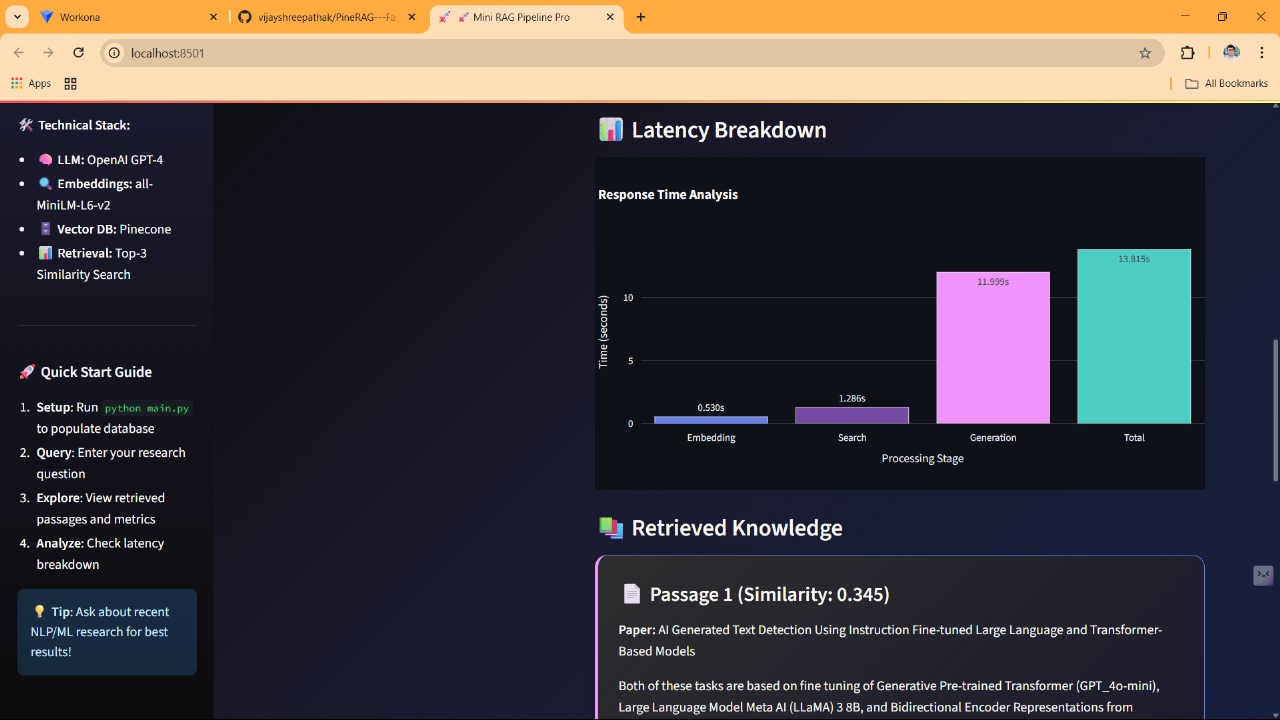 Workona
vijayshreepathak/PineRAG---Fa
Mini RAG Pipeline Pro
localhost:8501
Apps
All Bookmarks
Technical Stack:
LLM: OpenAI GPT-4
Embeddings: all-
MiniLM-L6-v2
Vector DB: Pinecone
Retrieval: Top-3
Similarity Search
Quick Start Guide
1. Setup: Run python main.py
to populate database
2. Query: Enter your research
question
3. Explore: View retrieved
passages and metrics
4. Analyze: Check latency
breakdown
Tip: Ask about recent
NLP/ML research for best
results!
Latency Breakdown
Response Time Analysis
Time (seconds)
10
5
0
0.530s
1.286s
11.999s
13.815s
Embedding
Search
Generation
Total
Processing Stage
Retrieved Knowledge
Passage 1 (Similarity: 0.345)
Paper: AI Generated Text Detection Using Instruction Fine-tuned Large Language and Transformer-
Based Models
Both of these tasks are based on fine tuning of Generative Pre-trained Transformer (GPT_4o-mini),
Large Language Model Meta AI (LLaMA) 3 8B, and Bidirectional Encoder Representations from